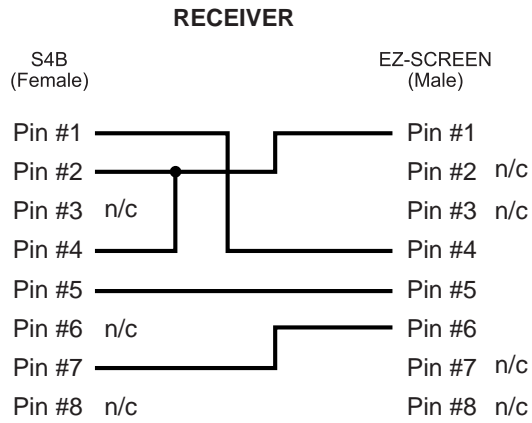 RECEIVER
S4B EZ-SCREEN
(Female) (Male)
Pin #1 Pin #1
Pin #2 Pin #2 n/c
Pin #3 n/c Pin #3 n/c
Pin #4 Pin #4
Pin #5 Pin #5
Pin #6 n/c Pin #6
Pin #7 Pin #7 n/c
Pin #8 n/c Pin #8 n/c